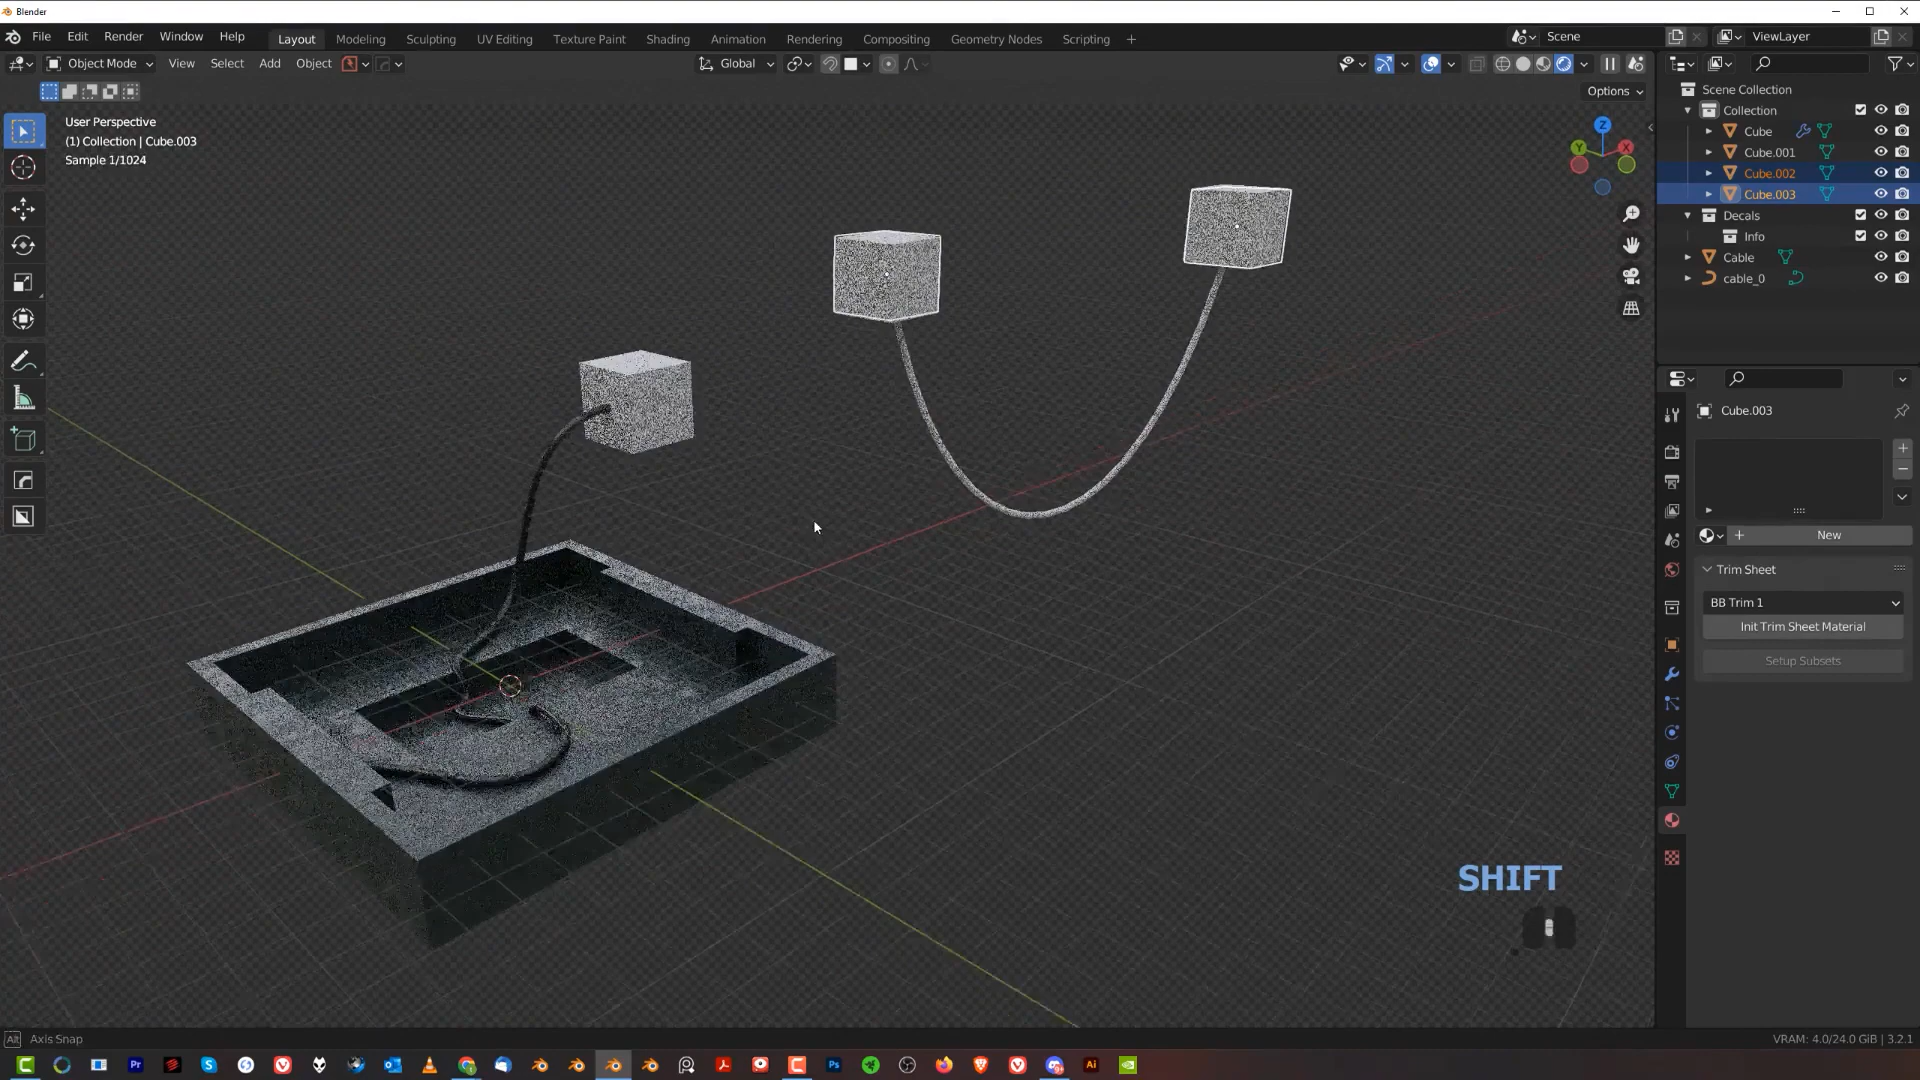 Blender
File Edit Render Window Help Layout Modeling Sculpting UV Editing Texture Paint Shading Animation Rendering Compositing Geometry Nodes Scripting + Scene ViewLayer
Object Mode View Select Add Object Global
Options
User Perspective
(1) Collection | Cube.003
Sample 1/1024
Z
Y
X
Scene Collection
Collection
Cube
Cube.001
Cube.002
Cube.003
Decals
Info
Cable
cable_0
Cube.003
New
Trim Sheet
BB Trim 1
Init Trim Sheet Material
Setup Subsets
SHIFT
Alt Axis Snap
VRAM: 4.0/24.0 GiB | 3.2.1
Pr Ps Ai